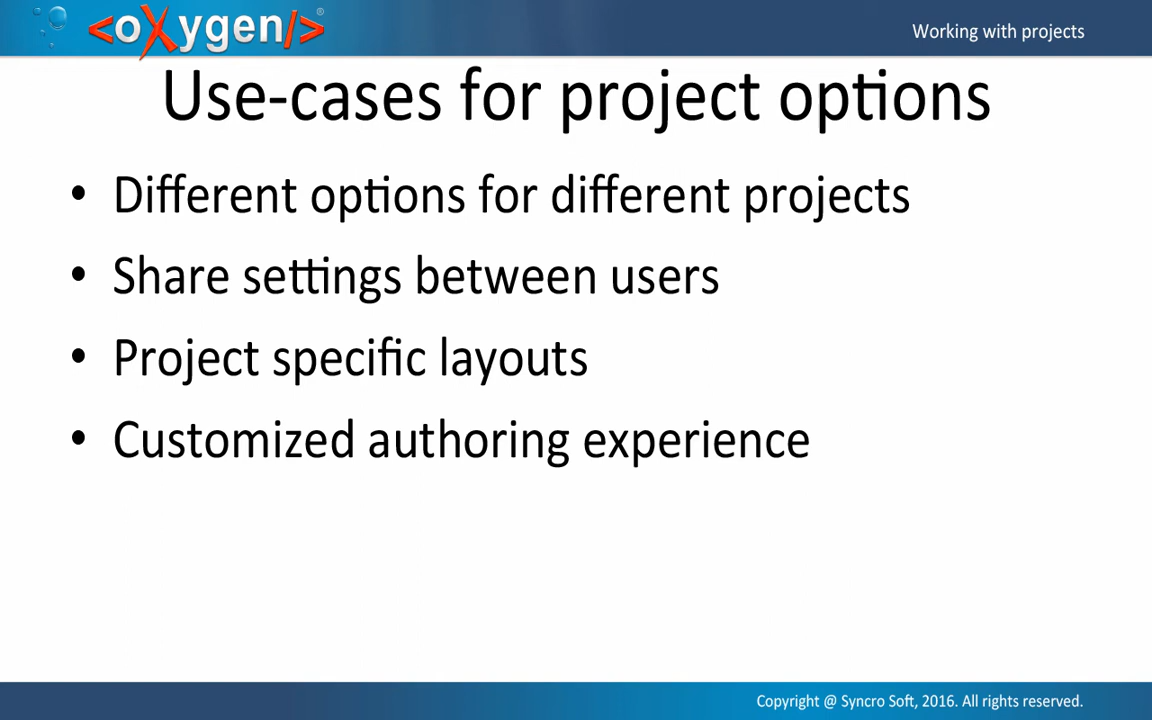 <oXygen/>®
Working with projects
Use-cases for project options
• Different options for different projects
• Share settings between users
• Project specific layouts
• Customized authoring experience
Copyright @ Syncro Soft, 2016. All rights reserved.